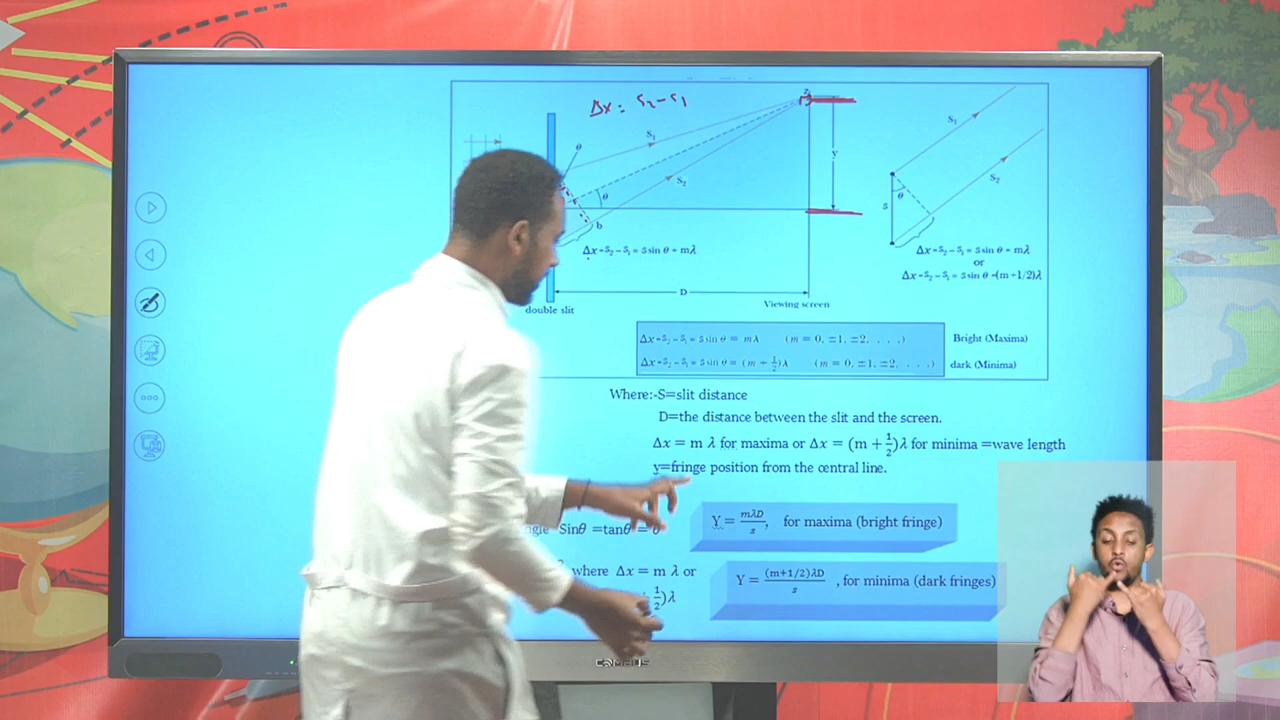 Δx = S₂ – S₁
S₁
θ
y
θ
S₂
b
S₁
θ
S₂
s
Δx = S₂ – S₁ = s sin θ = mλ
Δx = S₂ – S₁ = s sin θ = mλ
or
Δx = S₂ – S₁ = s sin θ =(m+1/2)λ
D
double slit
Viewing screen
Δx = S₂ – S₁ = s sin θ = mλ (m = 0, ±1, ±2, . . . .) Bright (Maxima)
Δx = S₂ – S₁ = s sin θ = (m + ½)λ (m = 0, ±1, ±2, . . . .) dark (Minima)
Where:-S=slit distance
D=the distance between the slit and the screen.
Δx = m λ for maxima or Δx = (m + ½)λ for minima =wave length
y=fringe position from the central line.
Sinθ =tanθ = θ
Y = mλD/s, for maxima (bright fringe)
where Δx = m λ or
½)λ
Y = (m+1/2)λD/s , for minima (dark fringes)